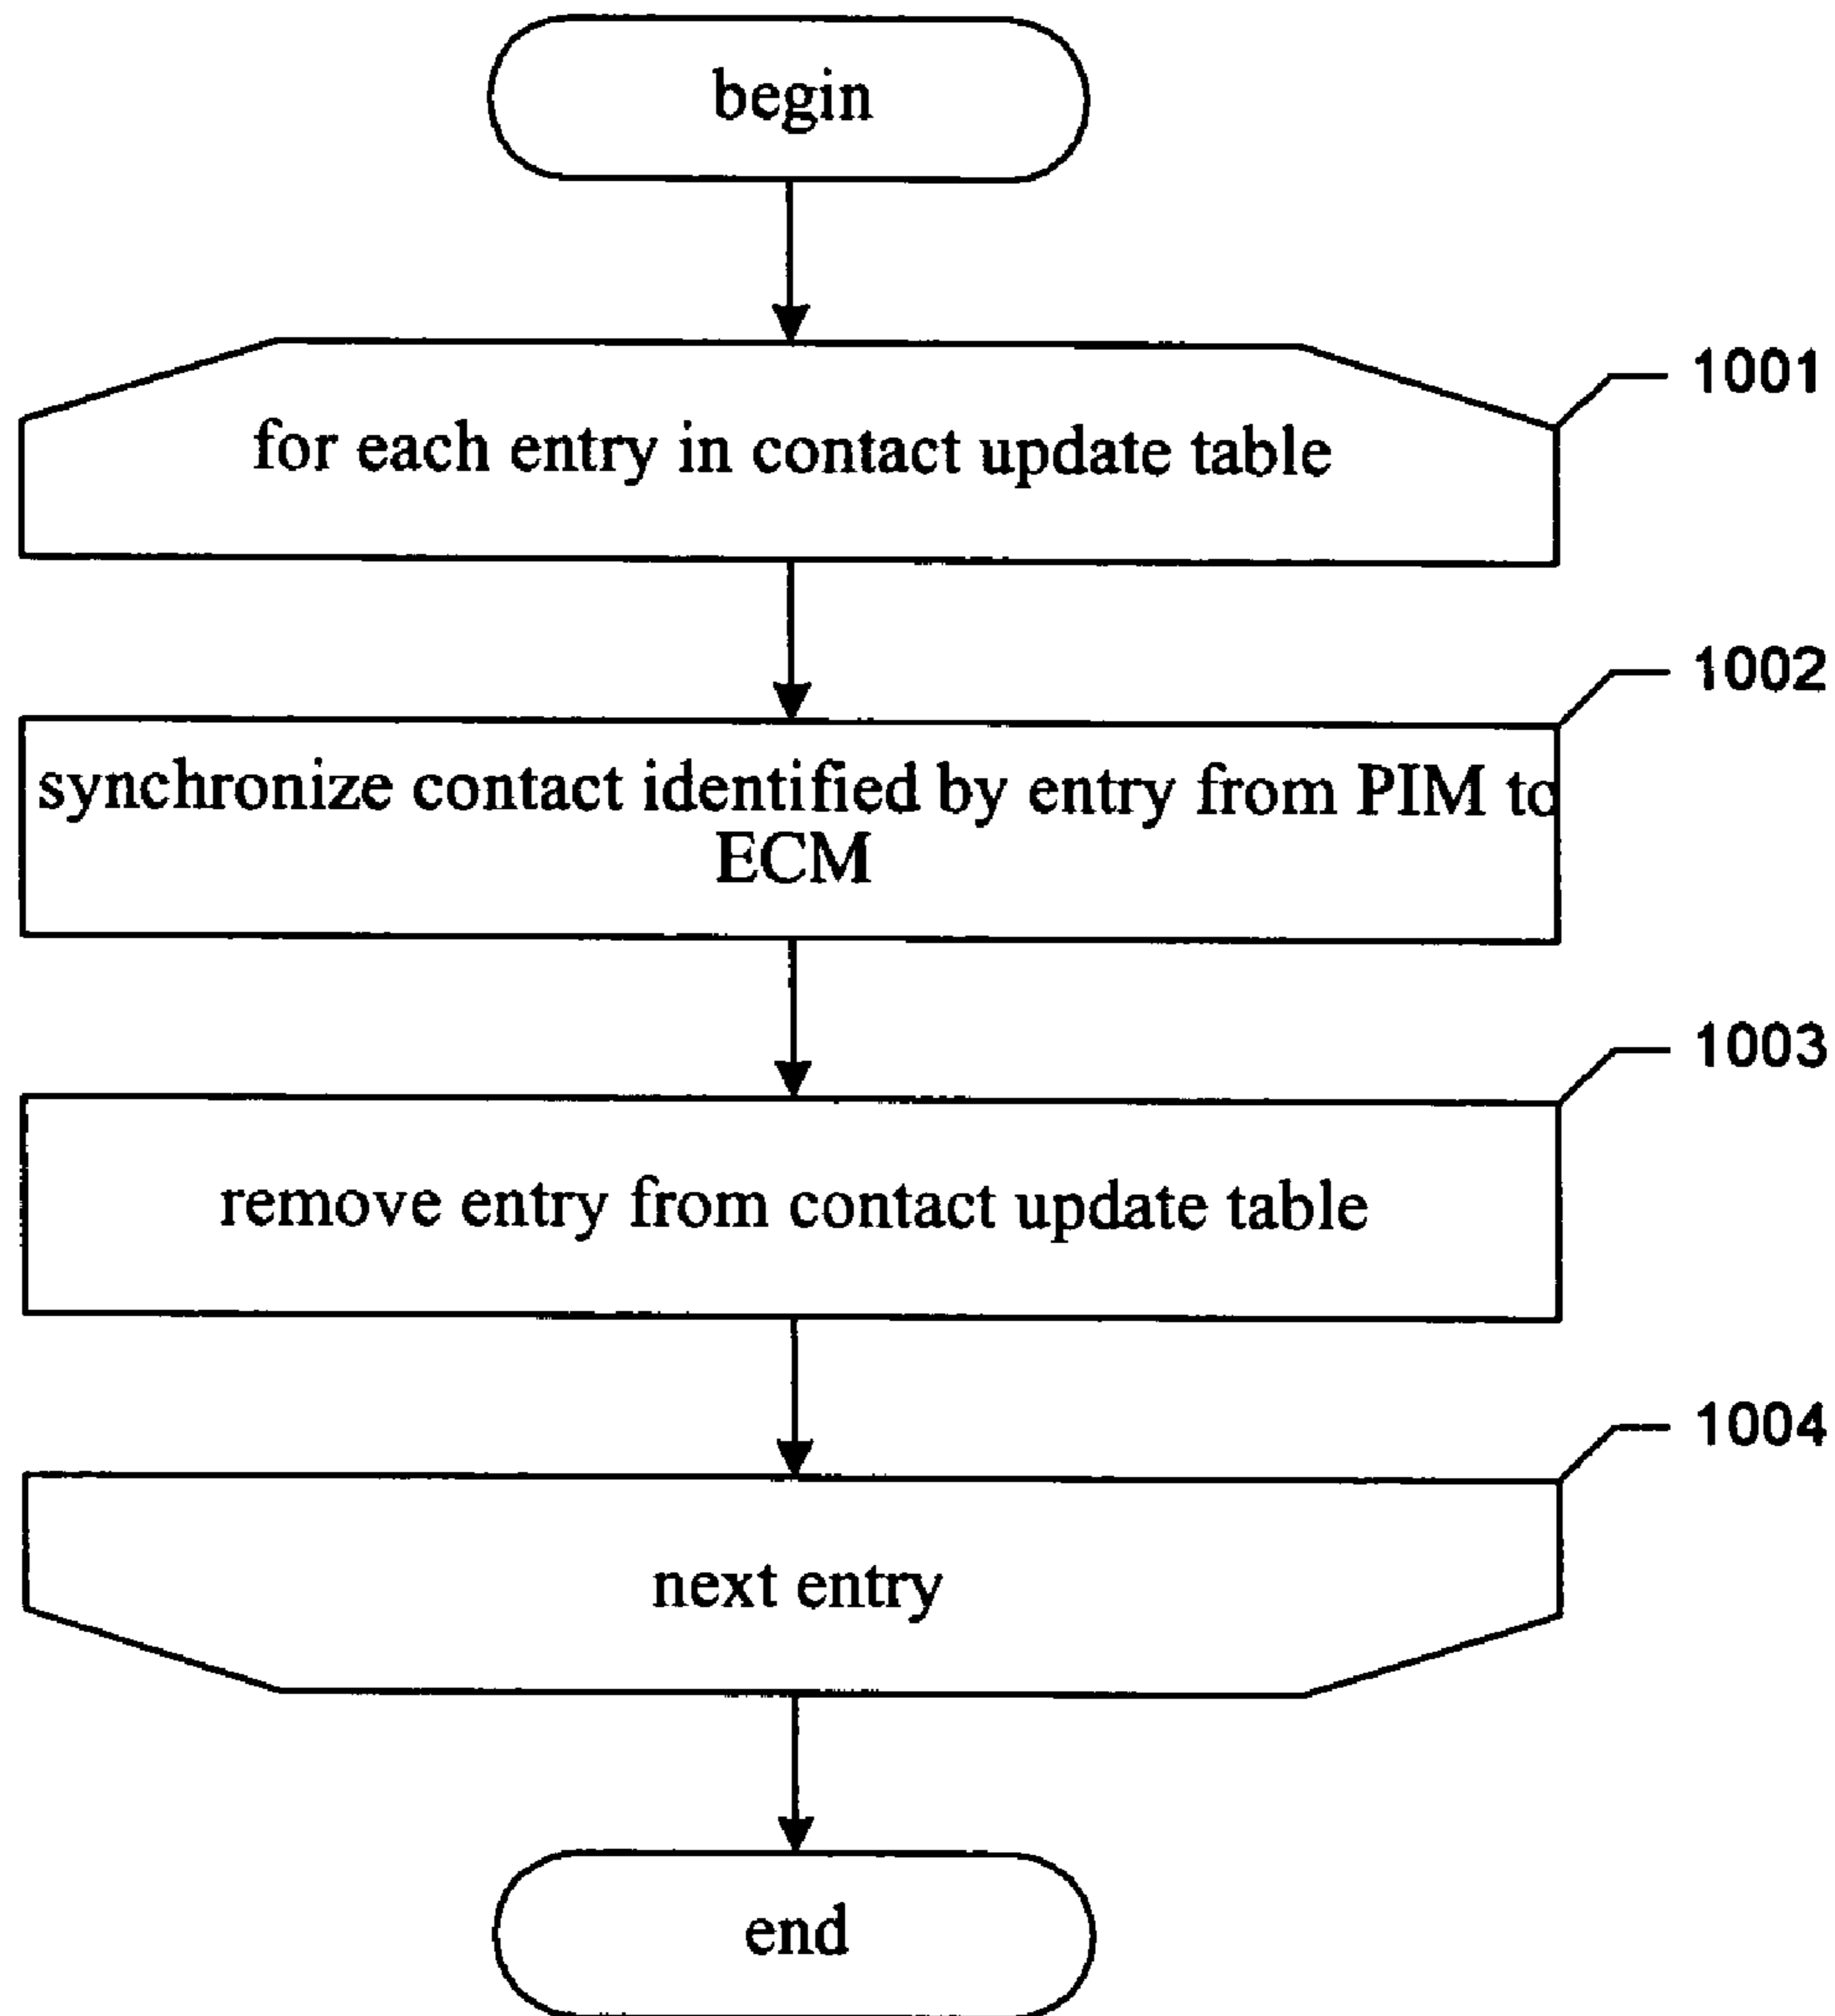 begin
for each entry in contact update table
1001
synchronize contact identified by entry from PIM to
ECM
1002
remove entry from contact update table
1003
next entry
1004
end